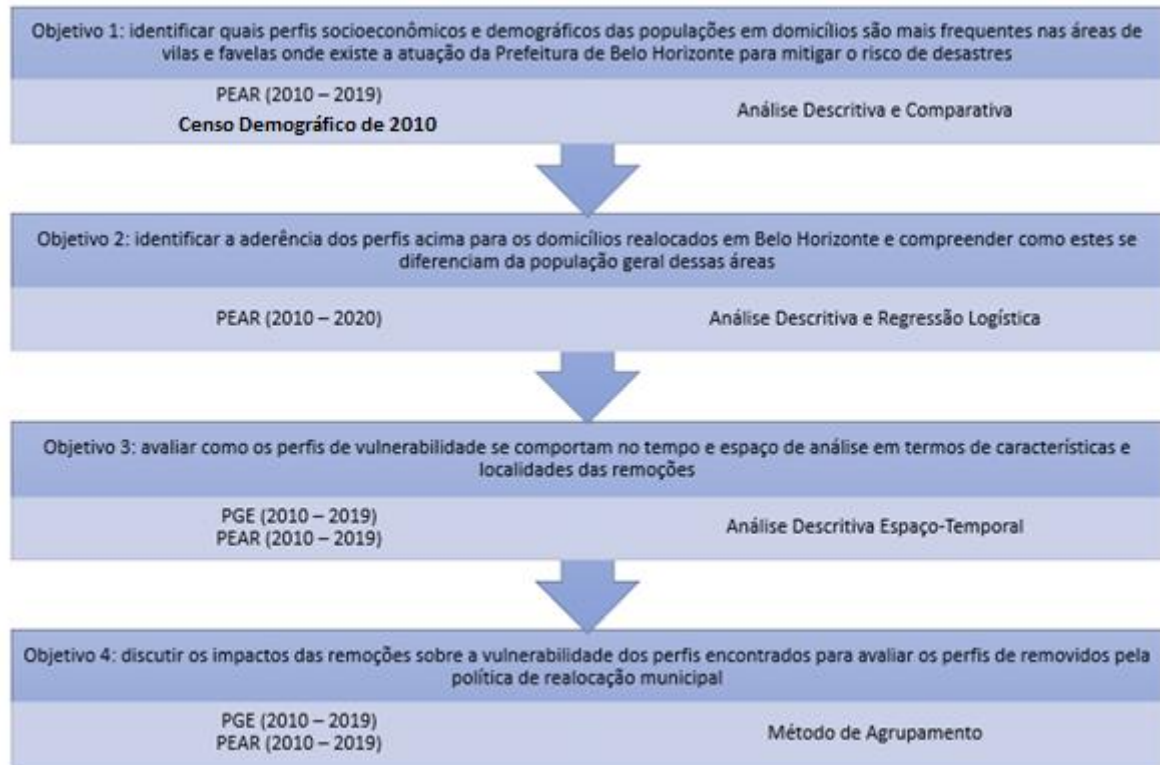 Objetivo 1: identificar quais perfis socioeconômicos e demográficos das populações em domicílios são mais frequentes nas áreas de
vilas e favelas onde existe a atuação da Prefeitura de Belo Horizonte para mitigar o risco de desastres
PEAR (2010 – 2019)
Censo Demográfico de 2010
Análise Descritiva e Comparativa
Objetivo 2: identificar a aderência dos perfis acima para os domicílios realocados em Belo Horizonte e compreender como estes se
diferenciam da população geral dessas áreas
PEAR (2010 – 2020)
Análise Descritiva e Regressão Logística
Objetivo 3: avaliar como os perfis de vulnerabilidade se comportam no tempo e espaço de análise em termos de características e
localidades das remoções
PGE (2010 – 2019)
PEAR (2010 – 2019)
Análise Descritiva Espaço-Temporal
Objetivo 4: discutir os impactos das remoções sobre a vulnerabilidade dos perfis encontrados para avaliar os perfis de removidos pela
política de realocação municipal
PGE (2010 – 2019)
PEAR (2010 – 2019)
Método de Agrupamento